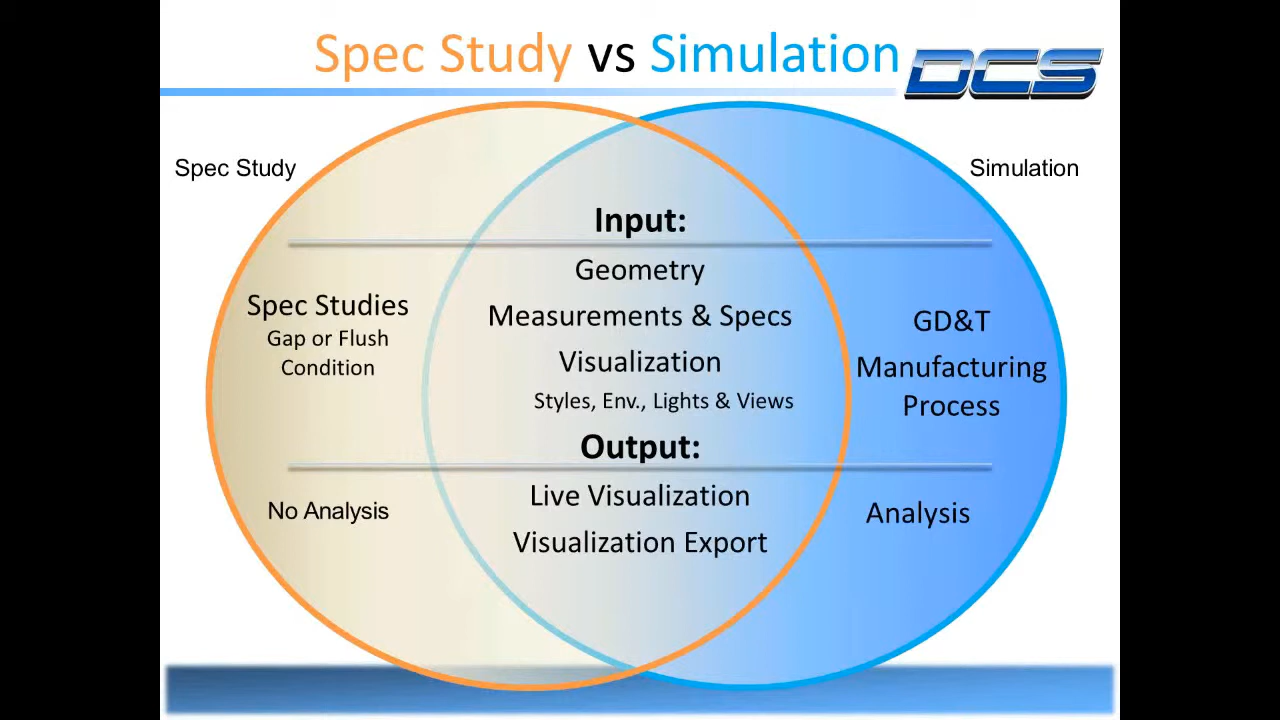 Spec Study vs Simulation
DCS
Spec Study
Simulation
Input:
Geometry
Measurements & Specs
Visualization
Styles, Env., Lights & Views
Spec Studies
Gap or Flush
Condition
GD&T
Manufacturing
Process
Output:
Live Visualization
Visualization Export
No Analysis
Analysis